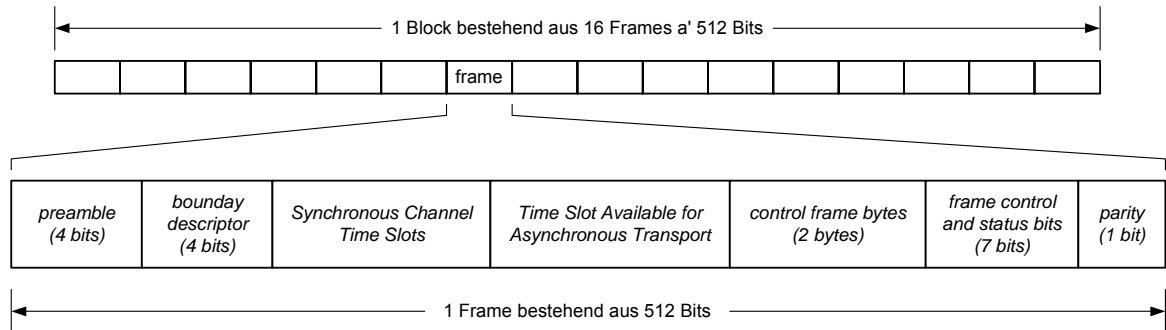 1 Block bestehend aus 16 Frames a' 512 Bits
frame
preamble
(4 bits)
bounday
descriptor
(4 bits)
Synchronous Channel
Time Slots
Time Slot Available for
Asynchronous Transport
control frame bytes
(2 bytes)
frame control
and status bits
(7 bits)
parity
(1 bit)
1 Frame bestehend aus 512 Bits